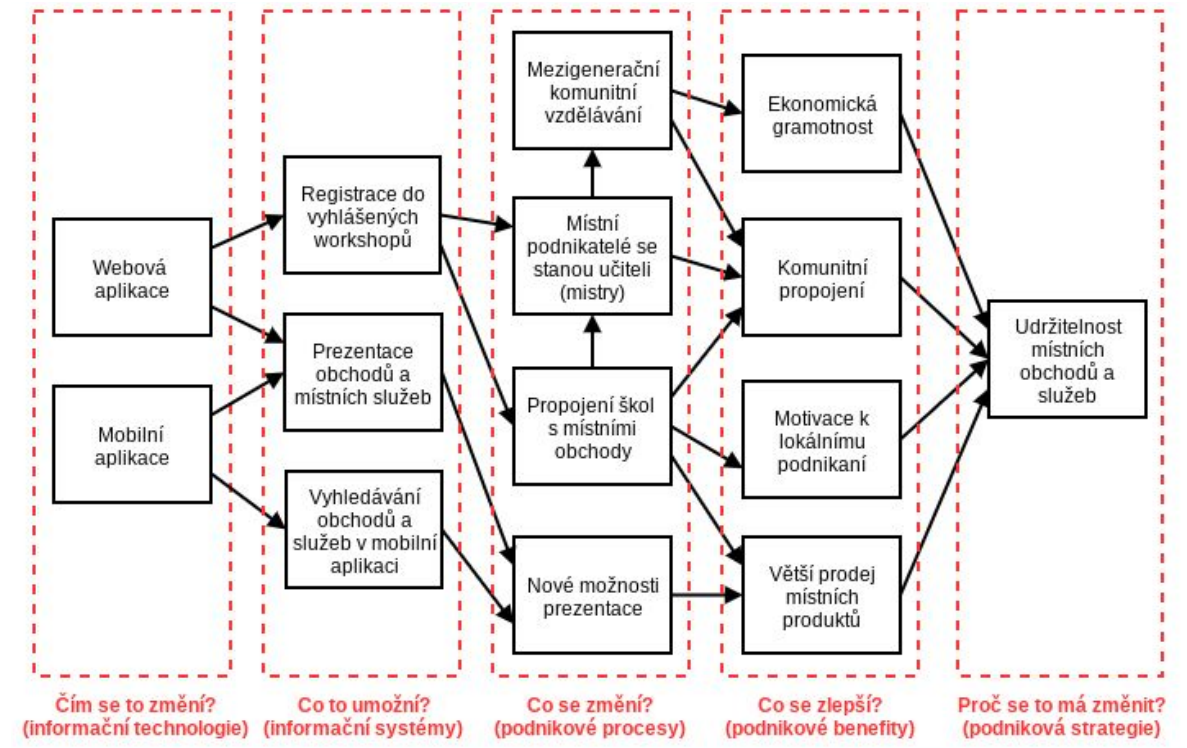 Webová
aplikace
Mobilní
aplikace
Registrace do
vyhlášených
workshopů
Prezentace
obchodů a
místních služeb
Vyhledávání
obchodů a
služeb v mobilní
aplikaci
Mezigenerační
komunitní
vzdělávání
Místní
podnikatelé se
stanou učiteli
(mistry)
Propojení škol
s místními
obchody
Nové možnosti
prezentace
Ekonomická
gramotnost
Komunitní
propojení
Motivace k
lokálnímu
podnikaní
Větší prodej
místních
produktů
Udržitelnost
místních
obchodů a
služeb
Čím se to změní?
(informační technologie)
Co to umožní?
(informační systémy)
Co se změní?
(podnikové procesy)
Co se zlepší?
(podnikové benefity)
Proč se to má změnit?
(podniková strategie)